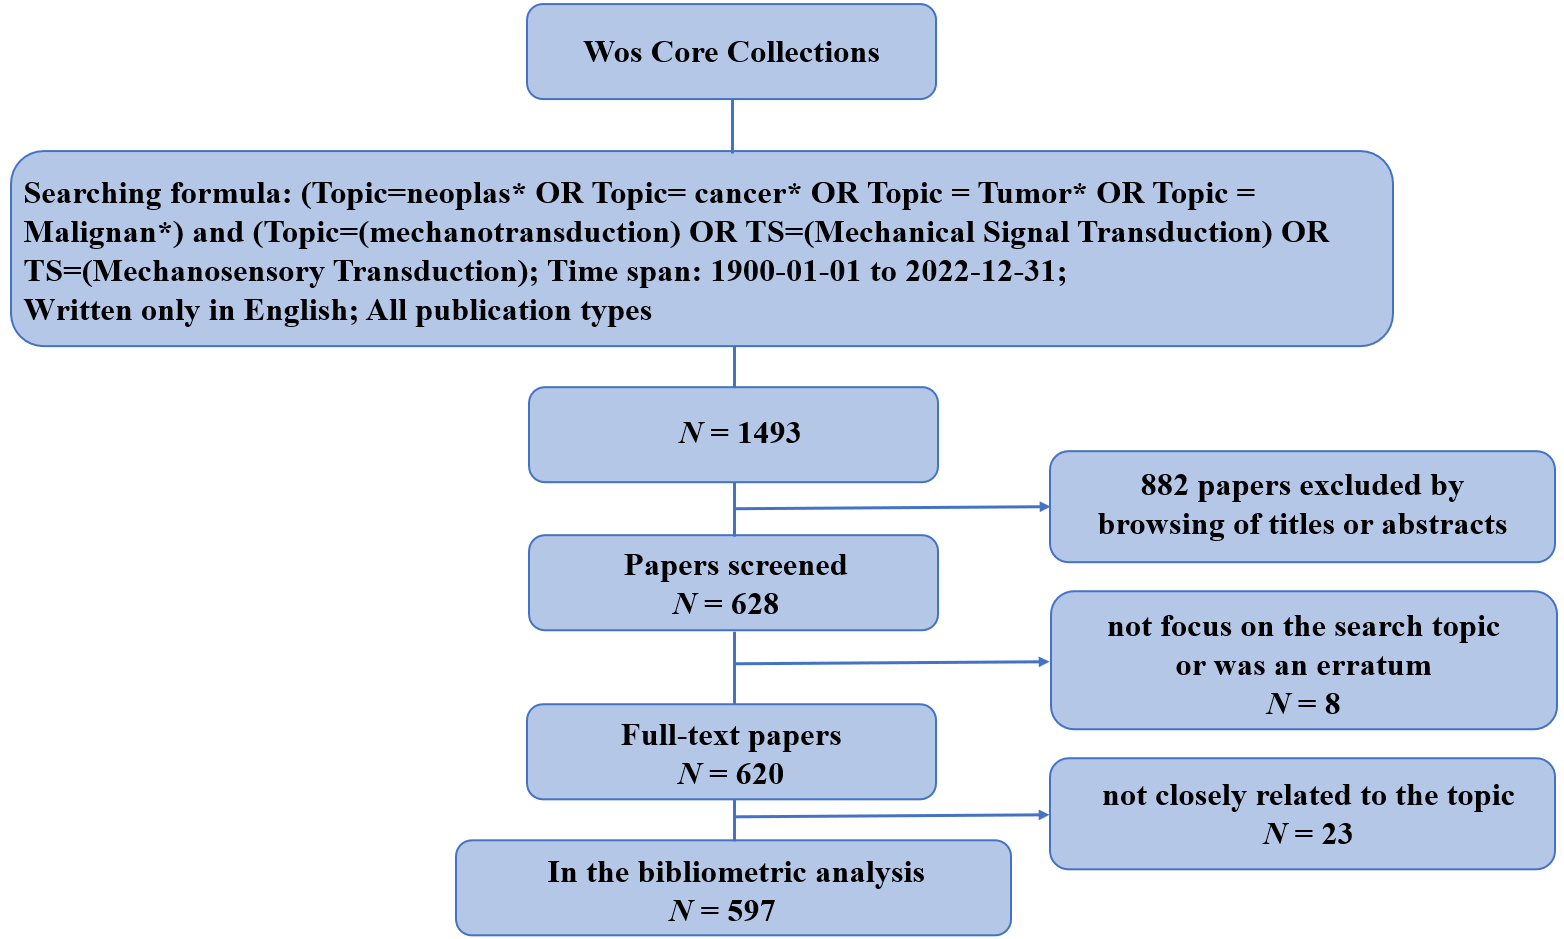 Wos Core Collections
Searching formula: (Topic=neoplas* OR Topic= cancer* OR Topic = Tumor* OR Topic =
Malignan*) and (Topic=(mechanotransduction) OR TS=(Mechanical Signal Transduction) OR
TS=(Mechanosensory Transduction); Time span: 1900-01-01 to 2022-12-31;
Written only in English; All publication types
N = 1493
882 papers excluded by
browsing of titles or abstracts
Papers screened
N = 628
not focus on the search topic
or was an erratum
N = 8
Full-text papers
N = 620
not closely related to the topic
N = 23
In the bibliometric analysis
N = 597